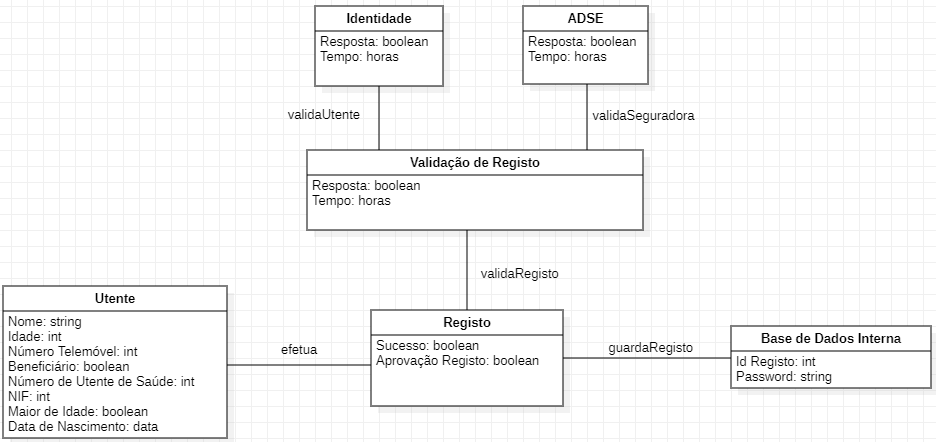 Identidade
Resposta: boolean
Tempo: horas
ADSE
Resposta: boolean
Tempo: horas
validaUtente
validaSeguradora
Validação de Registo
Resposta: boolean
Tempo: horas
validaRegisto
Utente
Nome: string
Idade: int
Número Telemóvel: int
Beneficiário: boolean
Número de Utente de Saúde: int
NIF: int
Maior de Idade: boolean
Data de Nascimento: data
efetua
Registo
Sucesso: boolean
Aprovação Registo: boolean
guardaRegisto
Base de Dados Interna
Id Registo: int
Password: string